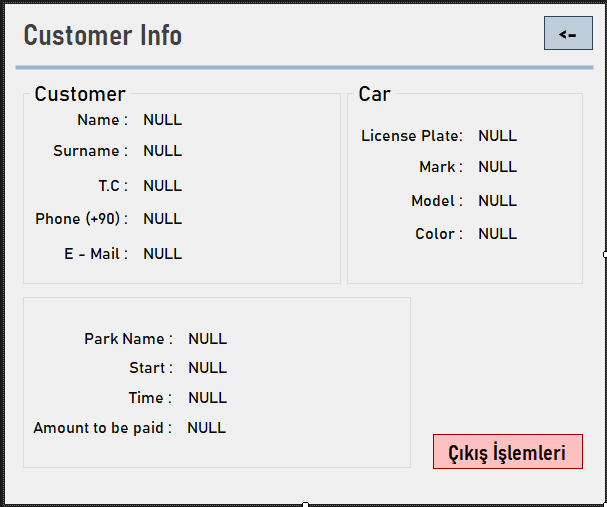 Customer Info
<-
Customer
Name : NULL
Surname : NULL
T.C : NULL
Phone (+90) : NULL
E - Mail : NULL
Car
License Plate: NULL
Mark : NULL
Model : NULL
Color : NULL
Park Name : NULL
Start : NULL
Time : NULL
Amount to be paid : NULL
Çıkış İşlemleri